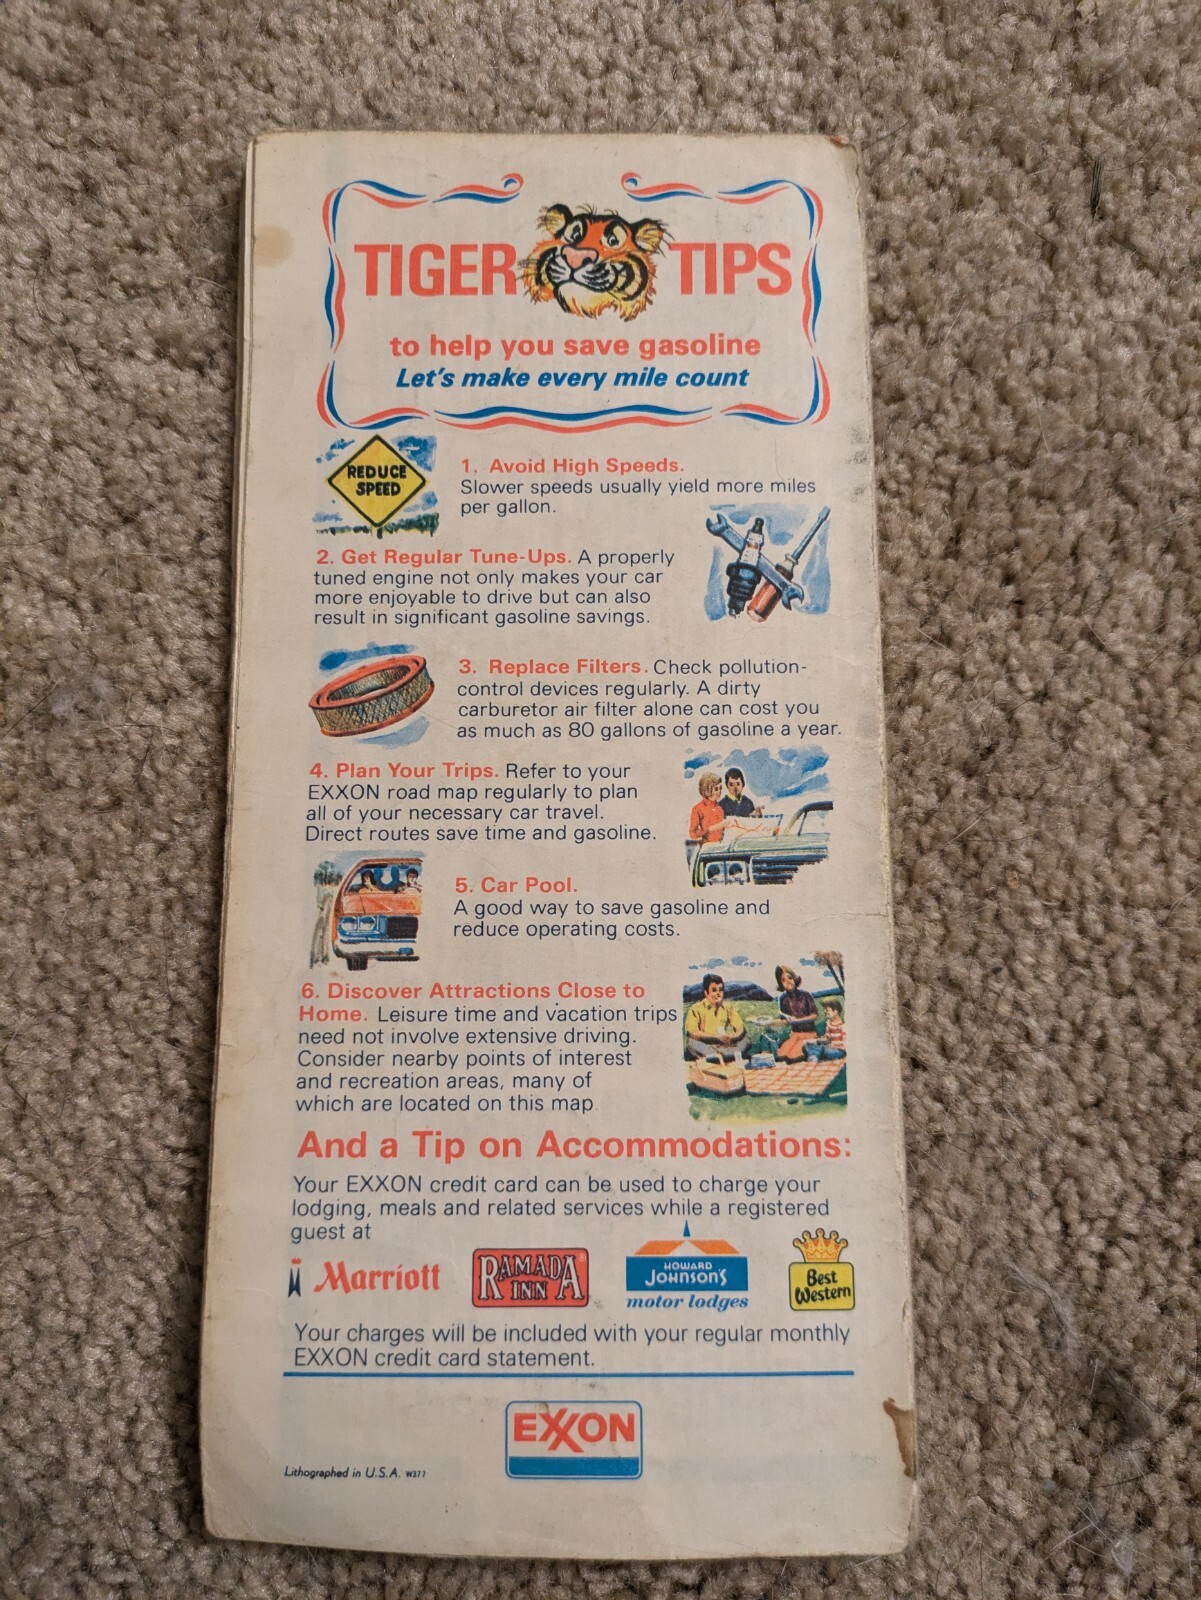 TIGER TIPS
to help you save gasoline
Let's make every mile count
REDUCE
SPEED
1. Avoid High Speeds.
Slower speeds usually yield more miles
per gallon.
2. Get Regular Tune-Ups. A properly
tuned engine not only makes your car
more enjoyable to drive but can also
result in significant gasoline savings.
3. Replace Filters. Check pollution-
control devices regularly. A dirty
carburetor air filter alone can cost you
as much as 80 gallons of gasoline a year.
4. Plan Your Trips. Refer to your
EXXON road map regularly to plan
all of your necessary car travel.
Direct routes save time and gasoline.
5. Car Pool.
A good way to save gasoline and
reduce operating costs.
6. Discover Attractions Close to
Home. Leisure time and vacation trips
need not involve extensive driving.
Consider nearby points of interest
and recreation areas, many of
which are located on this map.
And a Tip on Accommodations:
Your EXXON credit card can be used to charge your
lodging, meals and related services while a registered
guest at
Marriott
RAMADA
INN
HOWARD
JOHNSON'S
motor lodges
Best
Western
Your charges will be included with your regular monthly
EXXON credit card statement.
EXXON
Lithographed in U.S.A. W377